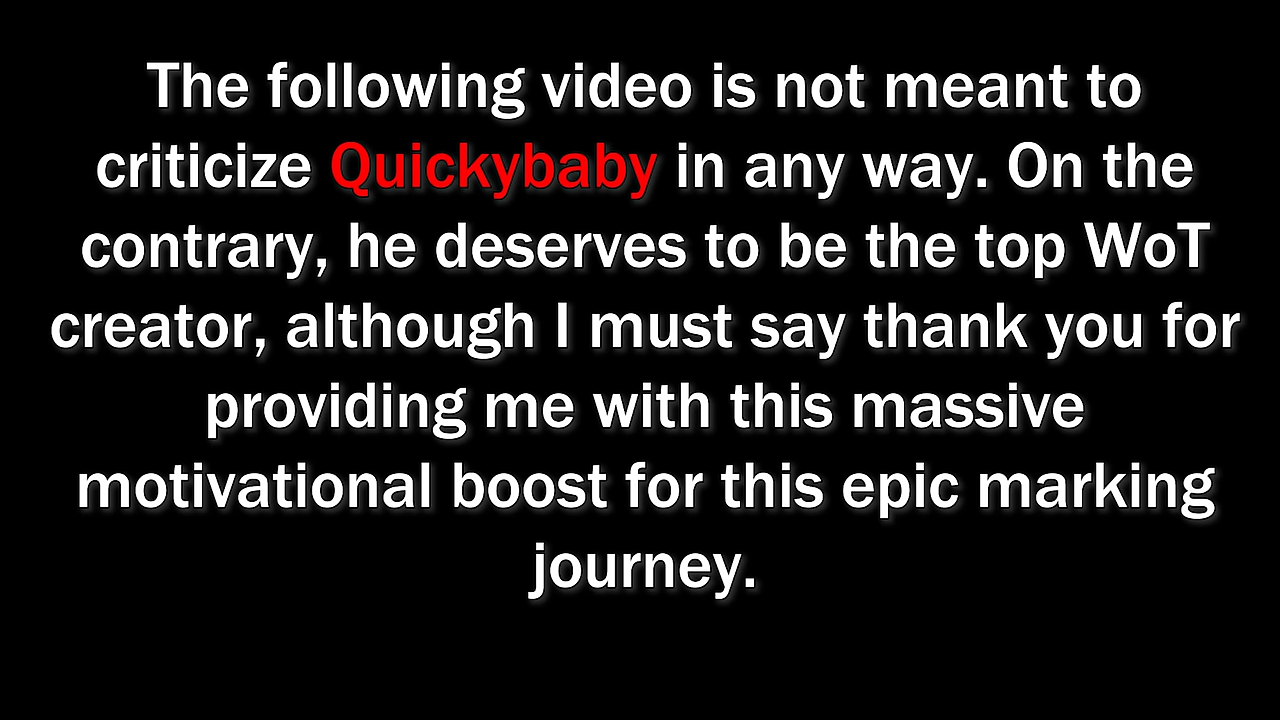 The following video is not meant to
criticize Quickybaby in any way. On the
contrary, he deserves to be the top WoT
creator, although I must say thank you for
providing me with this massive
motivational boost for this epic marking
journey.